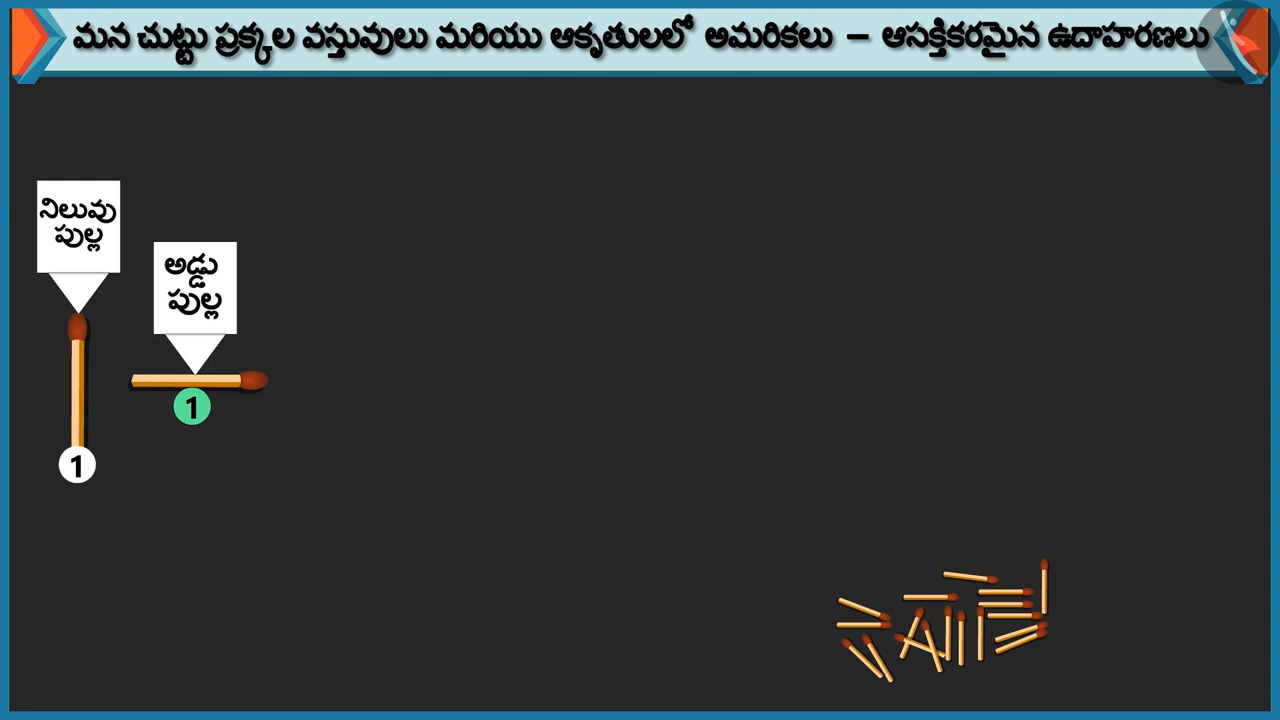 మన చుట్టు ప్రక్కల వస్తువులు మరియు ఆకృతులలో అమరికలు – ఆసక్తికరమైన ఉదాహరణలు
నిలువు
పుల్ల
అడ్డు
పుల్ల
1
1